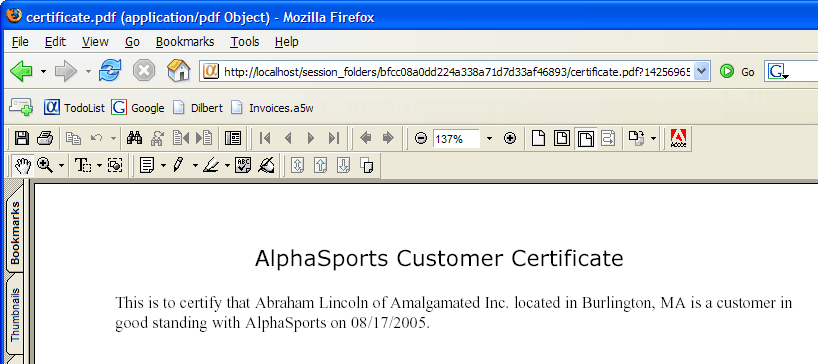 certificate.pdf (application/pdf Object) - Mozilla Firefox
File Edit View Go Bookmarks Tools Help
http://localhost/session_folders/bfcc08a0dd224a338a71d7d33af46893/certificate.pdf?14256965 Go G
TodoList Google Dilbert Invoices.a5w
137% Adobe
T ABC
Bookmarks
Thumbnails
AlphaSports Customer Certificate
This is to certify that Abraham Lincoln of Amalgamated Inc. located in Burlington, MA is a customer in
good standing with AlphaSports on 08/17/2005.